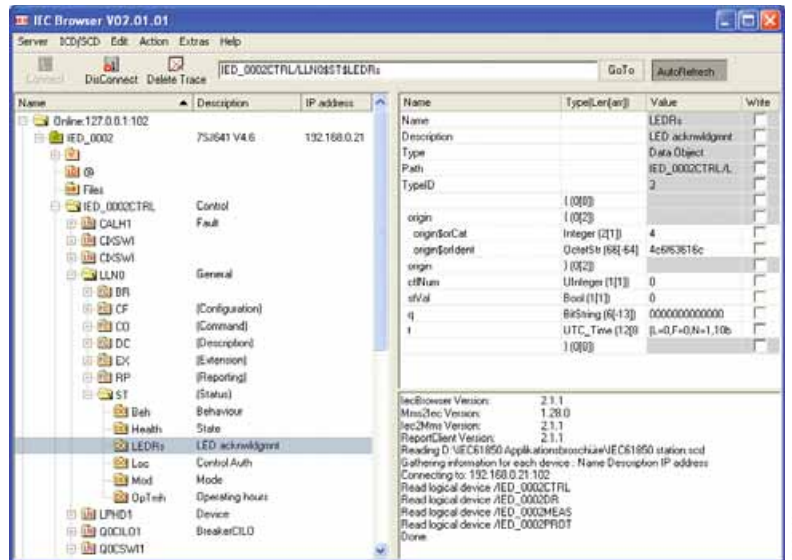 IEC Browser V02.01.01
Server ICD/SCD Edit Action Extras Help
Connect DisConnect Delete Trace IED_0002CTRL/LLN0$ST$LEDRs GoTo AutoRefresh
Name Description IP address
Online:127.0.0.1:102
IED_0002 7SJ641 V4.6 192.168.0.21
@
Files
IED_0002CTRL Control
CALH1 Fault
LLN0 General
BR
CF (Configuration)
CO (Command)
DC (Description)
EX (Extension)
RP (Reporting)
ST (Status)
Beh Behaviour
Health State
LEDRs LED acknwldgmnt
Loc Control Auth
Mod Mode
OpTmh Operating hours
LPHD1 Device
Q0CILO1 BreakerCILO
Q0CSWI1
Name Type(Len[arr]) Value Write
Name LEDRs
Description LED acknwldgmnt
Type Data Object
Path IED_0002CTRL/L
TypeID 3
{ (0[0])
origin { (0[2])
origin$orCat Integer (2[1]) 4
origin$orIdent OctetStr (66[-64]) 4c6f63616c
origin } (0[2])
ctlNum UInteger (1[1]) 0
stVal Bool (1[1]) 0
q BitString (6[-13]) 0000000000000
t UTC_Time (12[8 (L=0,F=0,N=1,10b
} (0[0])
IecBrowser Version: 2.1.1
Mms2Iec Version: 1.28.0
Iec2Mms Version: 2.1.1
ReportClient Version: 2.1.1
Reading D:\IEC61850 Applikationsbroschüre\IEC61850 station.scd
Gathering information for each device : Name Description IP address
Connecting to: 192.168.0.21:102
Read logical device /IED_0002CTRL
Read logical device /IED_0002DR
Read logical device /IED_0002MEAS
Read logical device /IED_0002PROT
Done